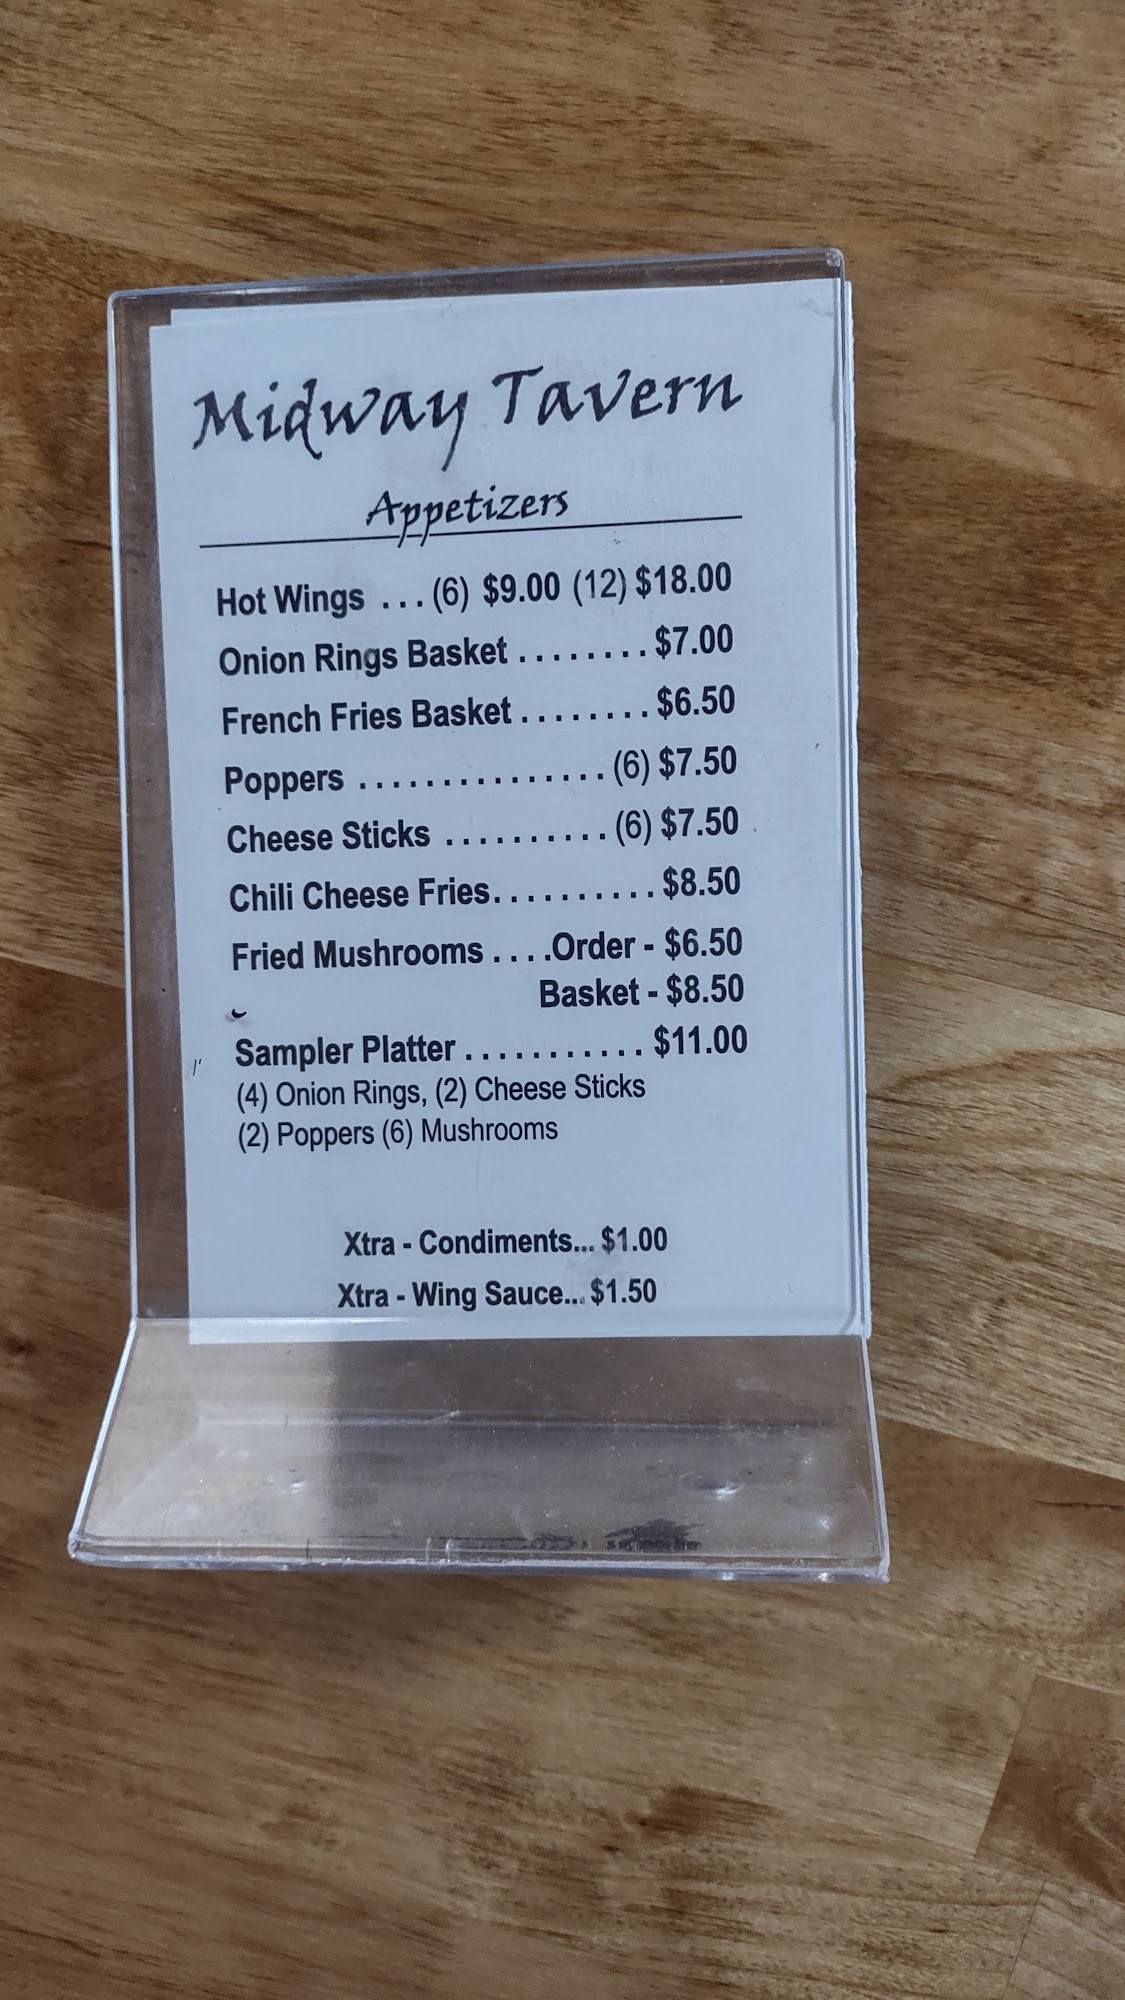 Midway Tavern
Appetizers
Hot Wings ... (6) $9.00 (12) $18.00
Onion Rings Basket ........ $7.00
French Fries Basket ........ $6.50
Poppers ............... (6) $7.50
Cheese Sticks .......... (6) $7.50
Chili Cheese Fries.......... $8.50
Fried Mushrooms ....Order - $6.50
Basket - $8.50
Sampler Platter ........... $11.00
(4) Onion Rings, (2) Cheese Sticks
(2) Poppers (6) Mushrooms
Xtra - Condiments... $1.00
Xtra - Wing Sauce... $1.50